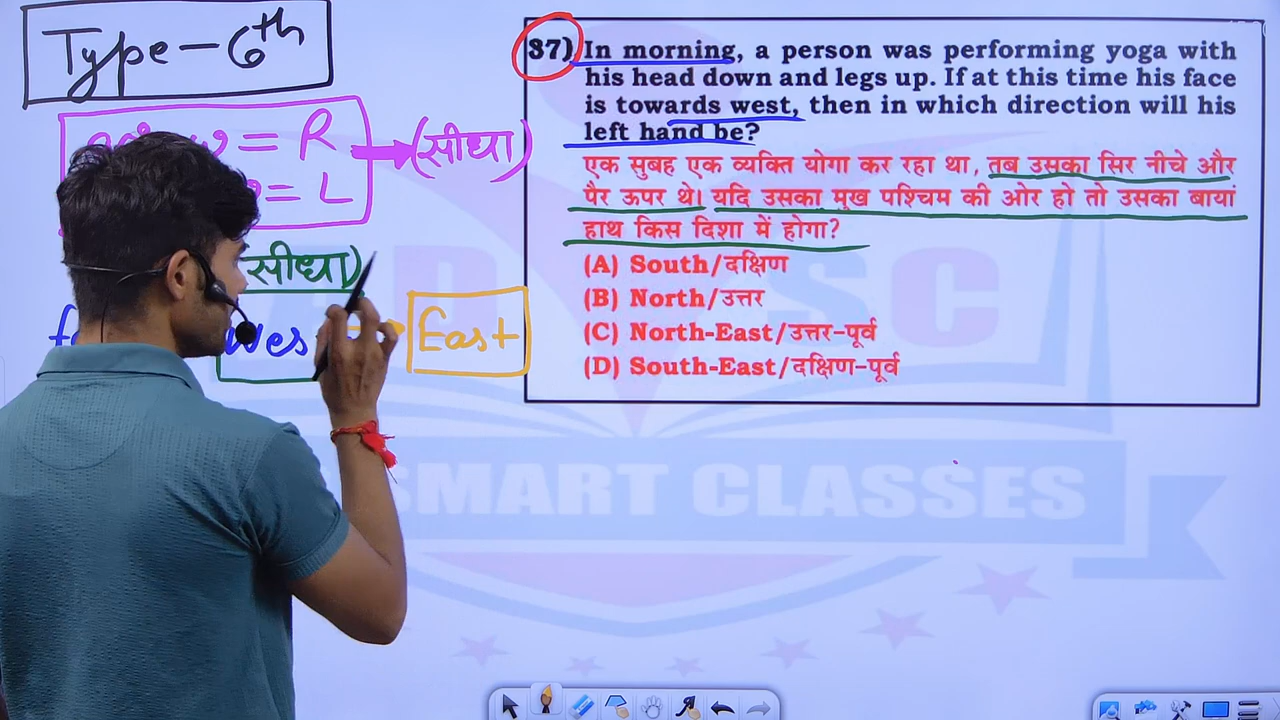 Type - 6th
= R → (सीधा)
= L
सीधा)
Wes
East
37) In morning, a person was performing yoga with
his head down and legs up. If at this time his face
is towards west, then in which direction will his
left hand be?
एक सुबह एक व्यक्ति योगा कर रहा था, तब उसका सिर नीचे और
पैर ऊपर थे। यदि उसका मुख पश्चिम की ओर हो तो उसका बायां
हाथ किस दिशा में होगा?
(A) South/दक्षिण
(B) North/उत्तर
(C) North-East/उत्तर-पूर्व
(D) South-East/दक्षिण-पूर्व
SC
SMART CLASSES